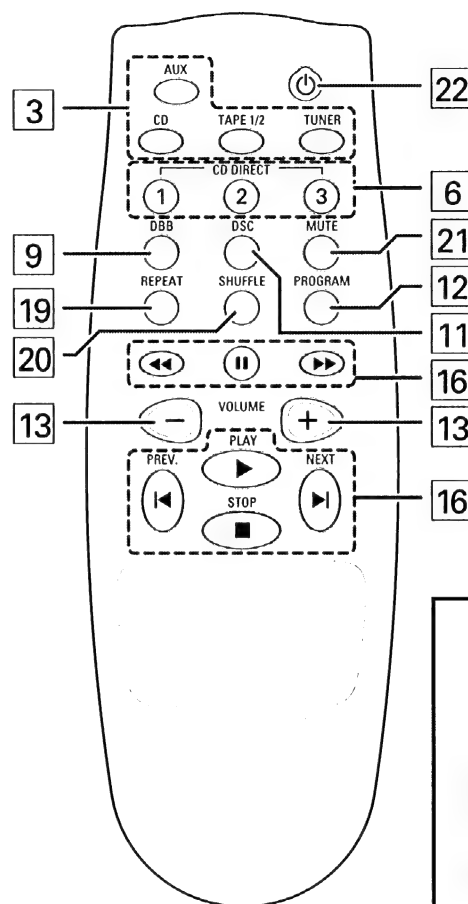 AUX
22
3
CD TAPE 1/2 TUNER
CD DIRECT
1 2 3
6
DBB DSC MUTE
9
21
REPEAT SHUFFLE PROGRAM
19
12
20
11
16
13
VOLUME
13
PLAY
PREV. NEXT
STOP
16